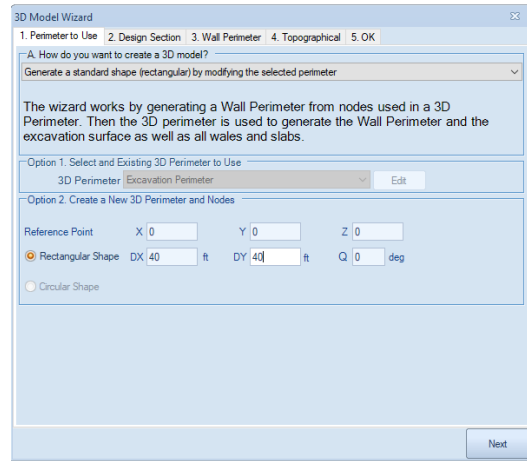 3D Model Wizard
1. Perimeter to Use 2. Design Section 3. Wall Perimeter 4. Topographical 5. OK
A. How do you want to create a 3D model?
Generate a standard shape (rectangular) by modifying the selected perimeter
The wizard works by generating a Wall Perimeter from nodes used in a 3D
Perimeter. Then the 3D perimeter is used to generate the Wall Perimeter and the
excavation surface as well as all wales and slabs.
Option 1. Select and Existing 3D Perimeter to Use
3D Perimeter Excavation Perimeter Edit
Option 2. Create a New 3D Perimeter and Nodes
Reference Point X 0 Y 0 Z 0
Rectangular Shape DX 40 ft DY 40 ft Q 0 deg
Circular Shape
Next